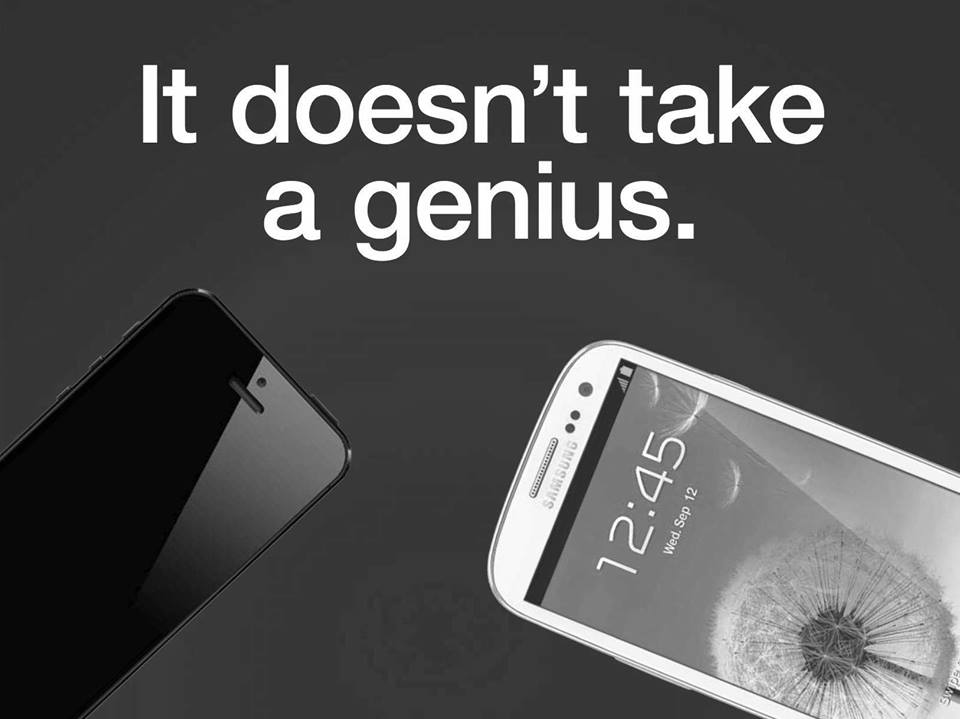 It doesn't take
a genius.
SAMSUNG
12:45
Wed. Sep 12